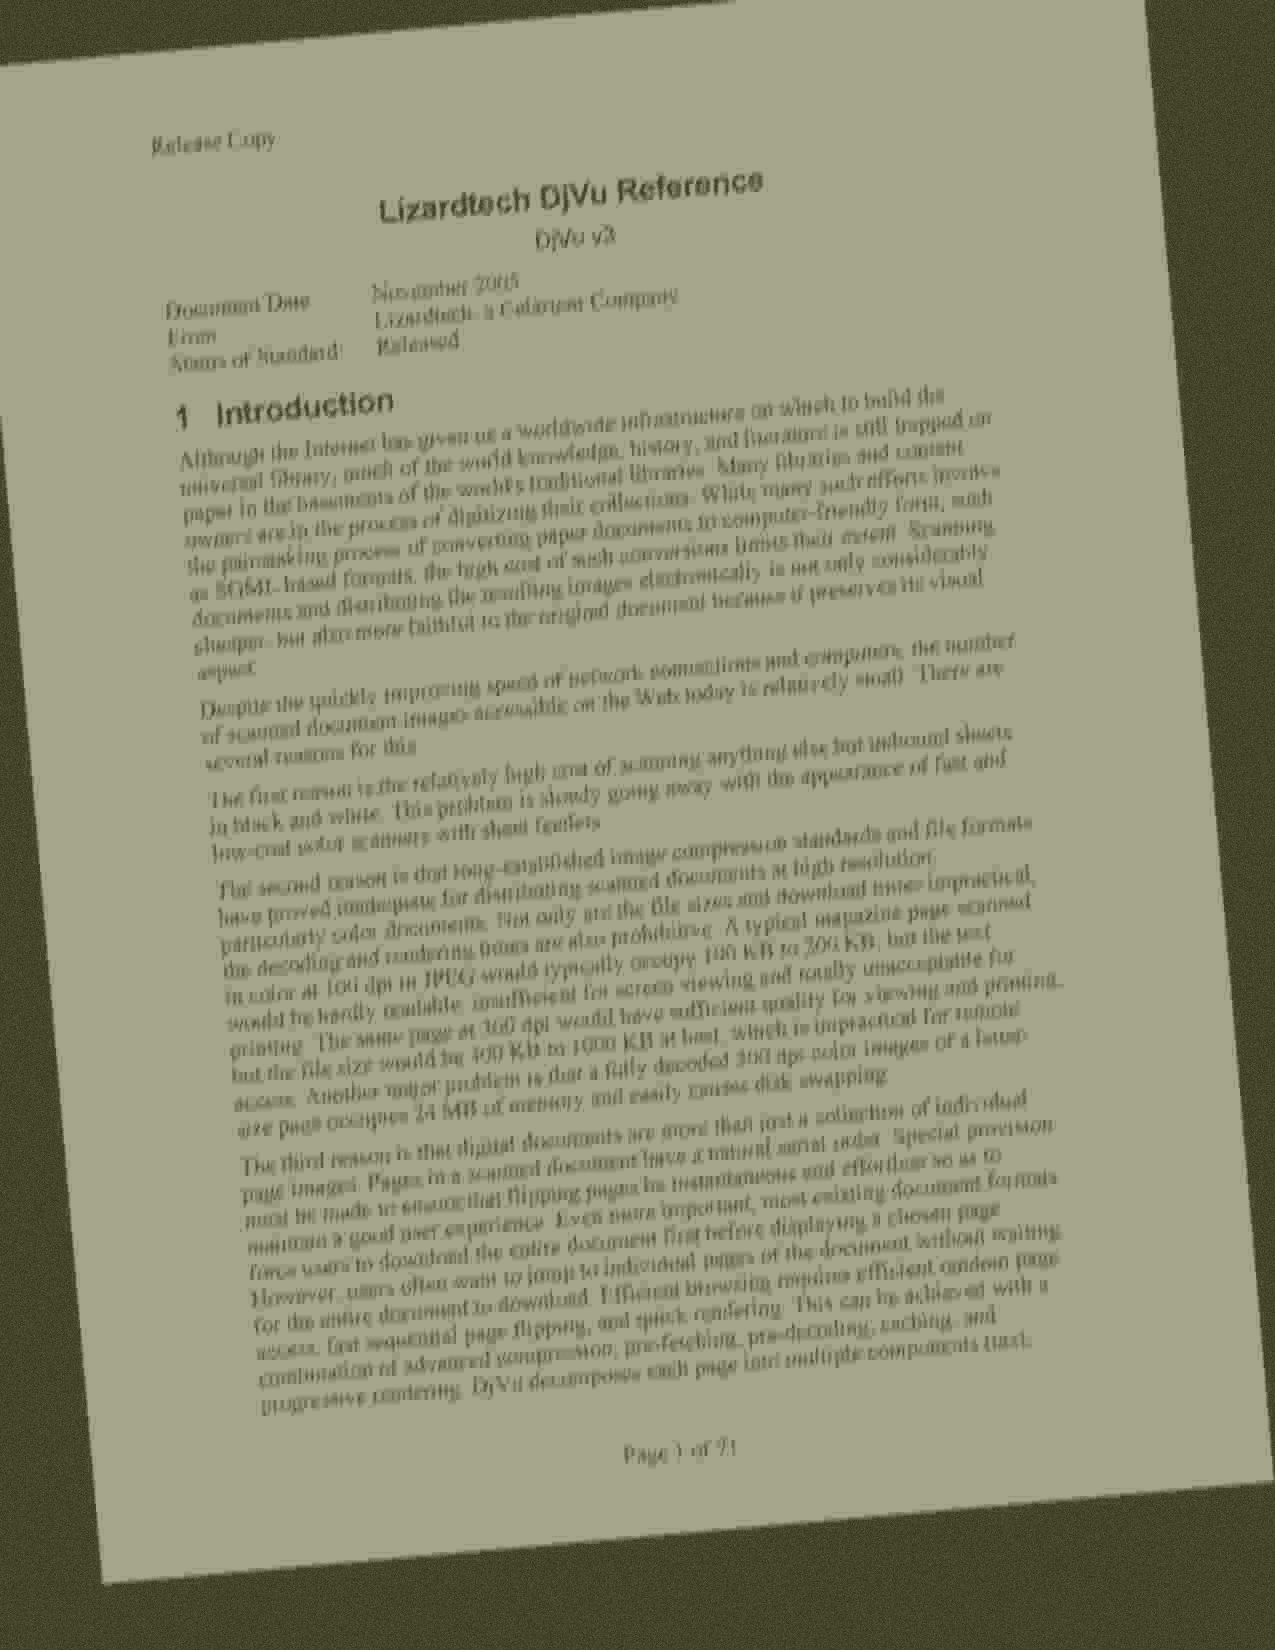 Release Copy
Lizardtech DjVu Reference
DjVu v3
Document Date November 2005
From Lizardtech, a Celartem Company
Status of Standard: Released
1 Introduction
Although the Internet has given us a worldwide infrastructure on which to build the
universal library, much of the world knowledge, history, and literature is still trapped on
paper in the basements of the world's traditional libraries. Many libraries and content
owners are in the process of digitizing their collections. While many such efforts involve
the painstaking process of converting paper documents to computer-friendly form, such
as SGML-based formats, the high cost of such conversions limits their extent. Scanning
documents and distributing the resulting images electronically is not only considerably
cheaper, but also more faithful to the original document because it preserves its visual
aspect.
Despite the quickly improving speed of network connections and computers, the number
of scanned document images accessible on the Web today is relatively small. There are
several reasons for this.
The first reason is the relatively high cost of scanning anything else but unbound sheets
in black and white. This problem is slowly going away with the appearance of fast and
low-cost color scanners with sheet feeders.
The second reason is that long-established image compression standards and file formats
have proved inadequate for distributing scanned documents at high resolution,
particularly color documents. Not only are the file sizes and download times impractical,
the decoding and rendering times are also prohibitive. A typical magazine page scanned
in color at 100 dpi in JPEG would typically occupy 100 KB to 200 KB, but the text
would be hardly readable: insufficient for screen viewing and totally unacceptable for
printing. The same page at 300 dpi would have sufficient quality for viewing and printing,
but the file size would be 300 KB to 1000 KB at best, which is impractical for remote
access. Another major problem is that a fully decoded 300 dpi color images of a letter-
size page occupies 24 MB of memory and easily causes disk swapping.
The third reason is that digital documents are more than just a collection of individual
page images. Pages in a scanned document have a natural serial order. Special provision
must be made to ensure that flipping pages be instantaneous and effortless so as to
maintain a good user experience. Even more important, most existing document formats
force users to download the entire document first before displaying a chosen page.
However, users often want to jump to individual pages of the document without waiting
for the entire document to download. Efficient browsing requires efficient random page
access, fast sequential page flipping, and quick rendering. This can be achieved with a
combination of advanced compression, pre-fetching, pre-decoding, caching, and
progressive rendering. DjVu decomposes each page into multiple components (text,
Page 1 of 71